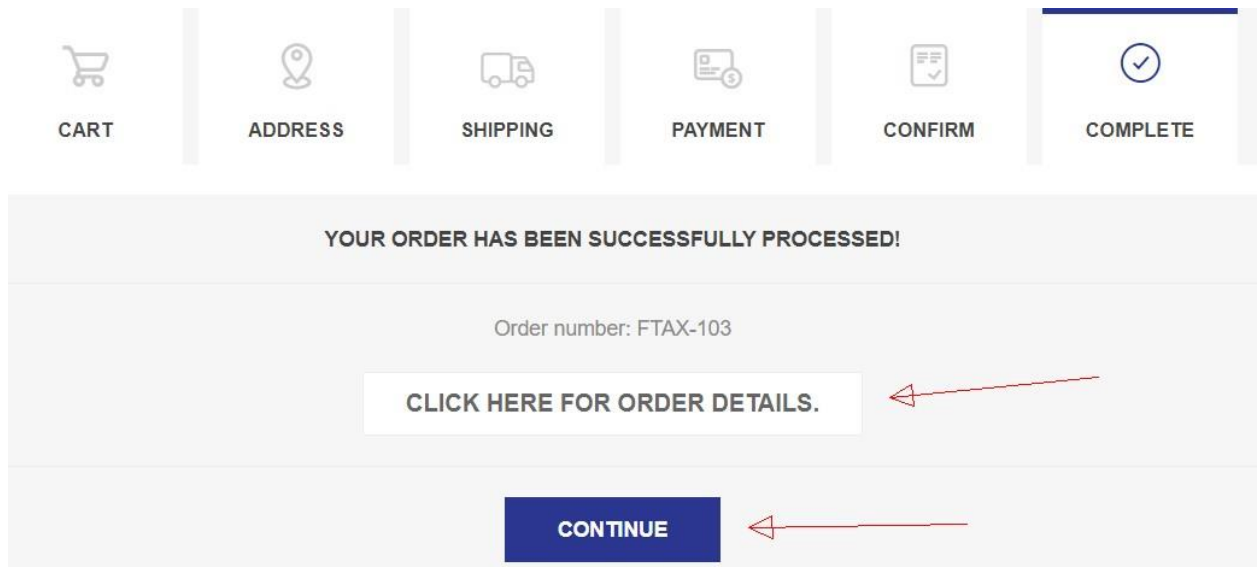 CART ADDRESS SHIPPING PAYMENT CONFIRM COMPLETE
YOUR ORDER HAS BEEN SUCCESSFULLY PROCESSED!
Order number: FTAX-103
CLICK HERE FOR ORDER DETAILS.
CONTINUE